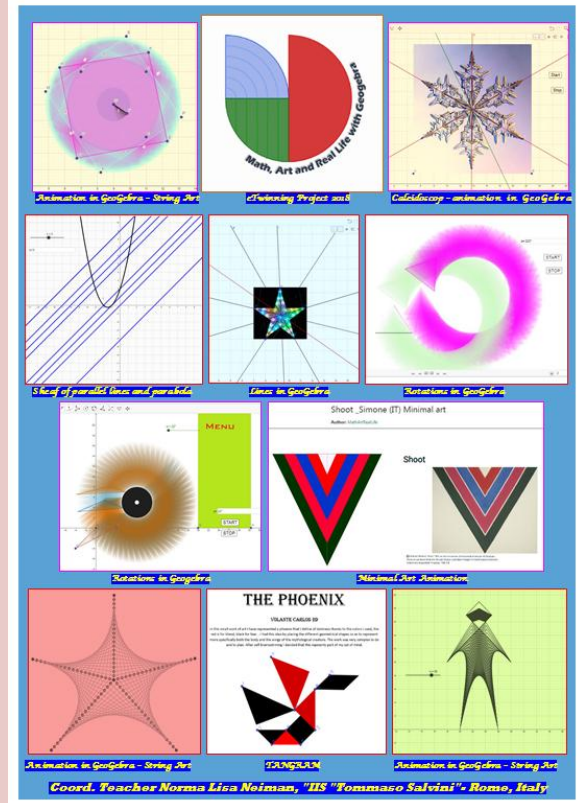 Math, Art and Real Life with Geogebra
Start
Stop
Animation in GeoGebra - String Art
eTwinning Project 2018
Caleidoscop - animation in GeoGebra
START
STOP
Sheaf of parallel lines and parabola
Lines in GeoGebra
Rotations in GeoGebra
MENU
START
STOP
Shoot _Simone (IT) Minimal art
Author:
Shoot
Rotations in Geogebra
Minimal Art Animation
THE PHOENIX
VOLANTE CARLOS IID
Animation in GeoGebra - String Art
TANGRAM
Animation in GeoGebra - String Art
Coord. Teacher Norma Lisa Neiman, "IIS "Tommaso Salvini"- Rome, Italy